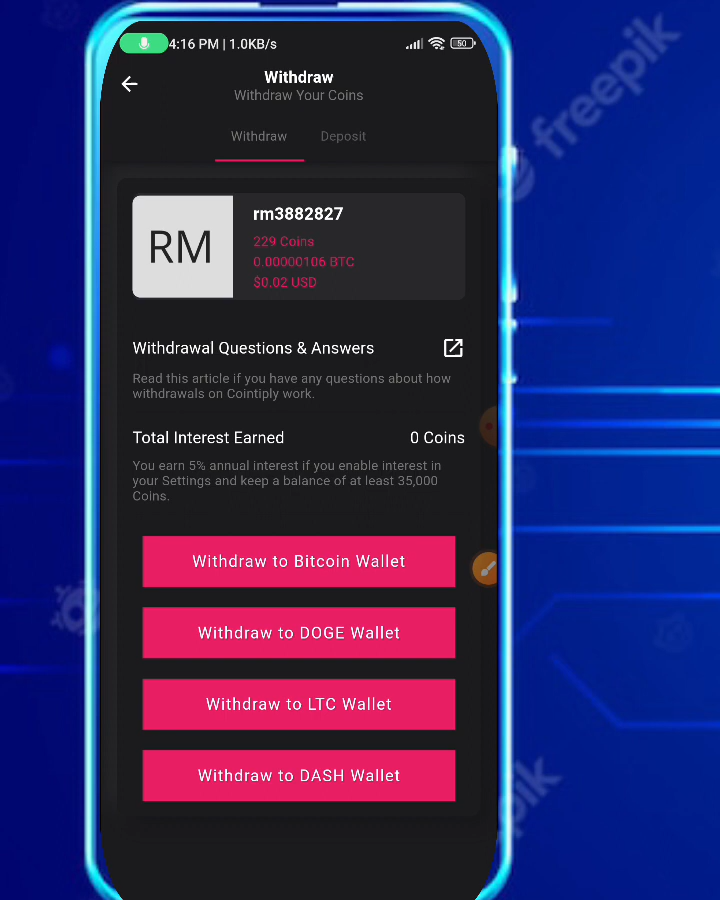 4:16 PM | 1.0KB/s
50
Withdraw
Withdraw Your Coins
Withdraw
Deposit
RM
rm3882827
229 Coins
0.00000106 BTC
$0.02 USD
Withdrawal Questions & Answers
Read this article if you have any questions about how
withdrawals on Cointiply work.
Total Interest Earned
0 Coins
You earn 5% annual interest if you enable interest in
your Settings and keep a balance of at least 35,000
Coins.
Withdraw to Bitcoin Wallet
Withdraw to DOGE Wallet
Withdraw to LTC Wallet
Withdraw to DASH Wallet
freepik
pik